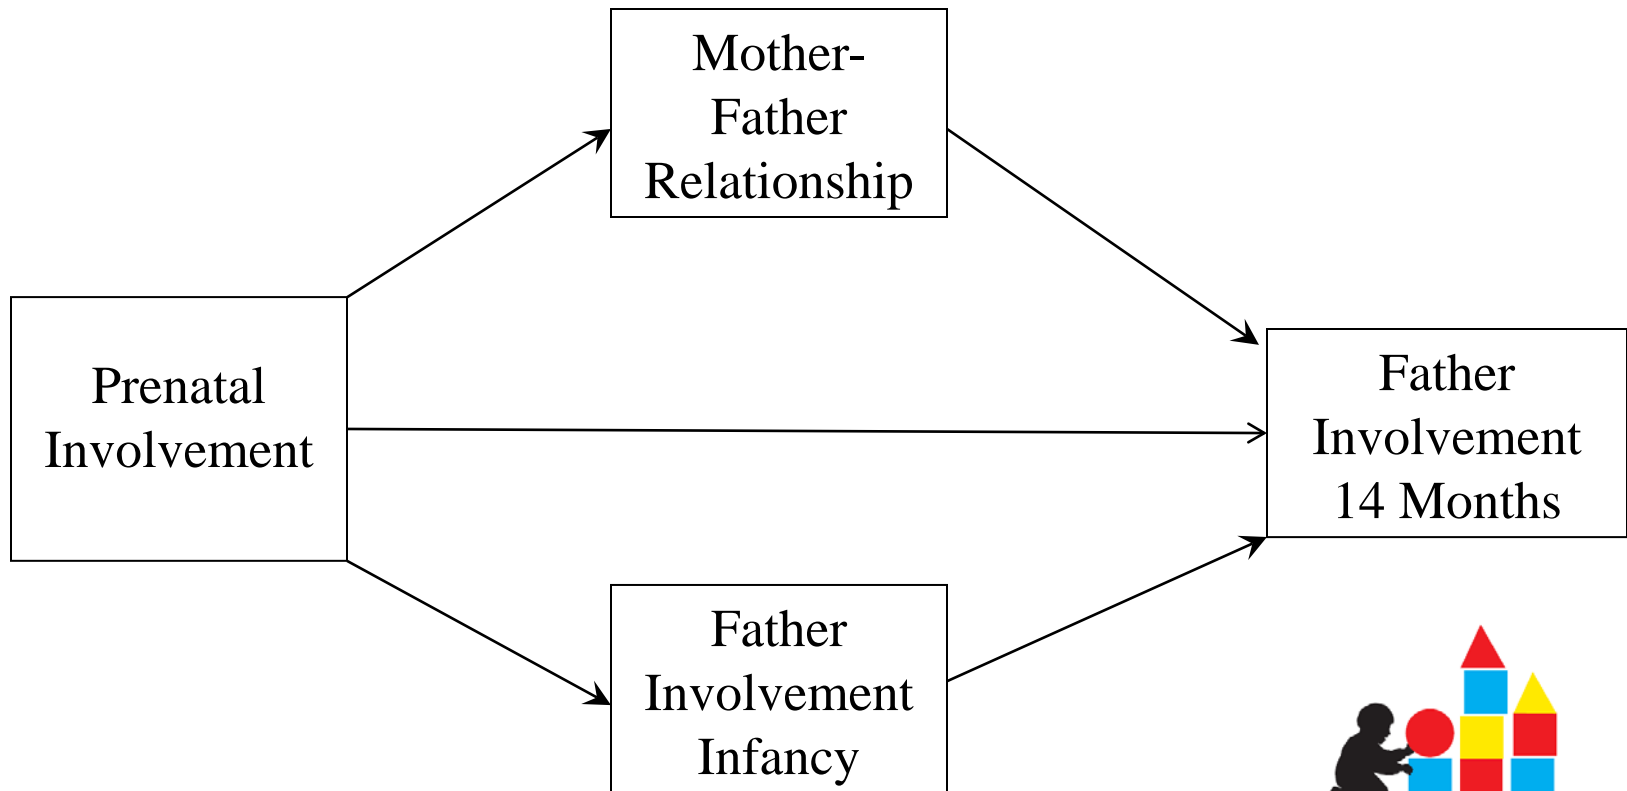 Mother-
Father
Relationship
Prenatal
Involvement
Father
Involvement
14 Months
Father
Involvement
Infancy